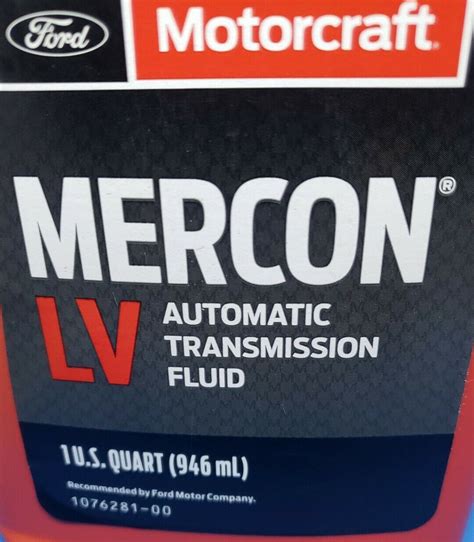 Ford Motorcraft®
MERCON®
LV AUTOMATIC
TRANSMISSION
FLUID
1 U.S. QUART (946 mL)
Recommended by Ford Motor Company.
1076281-00